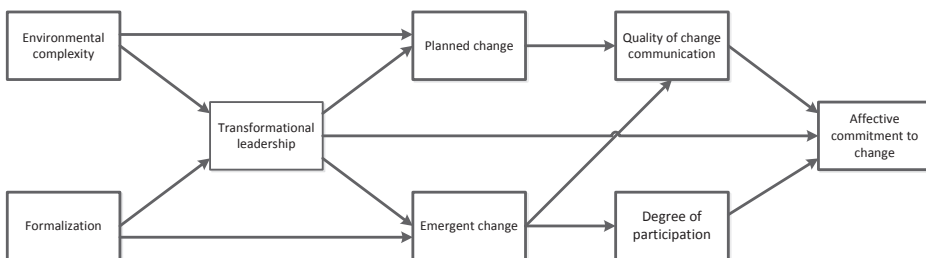 Environmental
complexity
Planned change
Quality of change
communication
Transformational
leadership
Affective
commitment to
change
Formalization
Emergent change
Degree of
participation